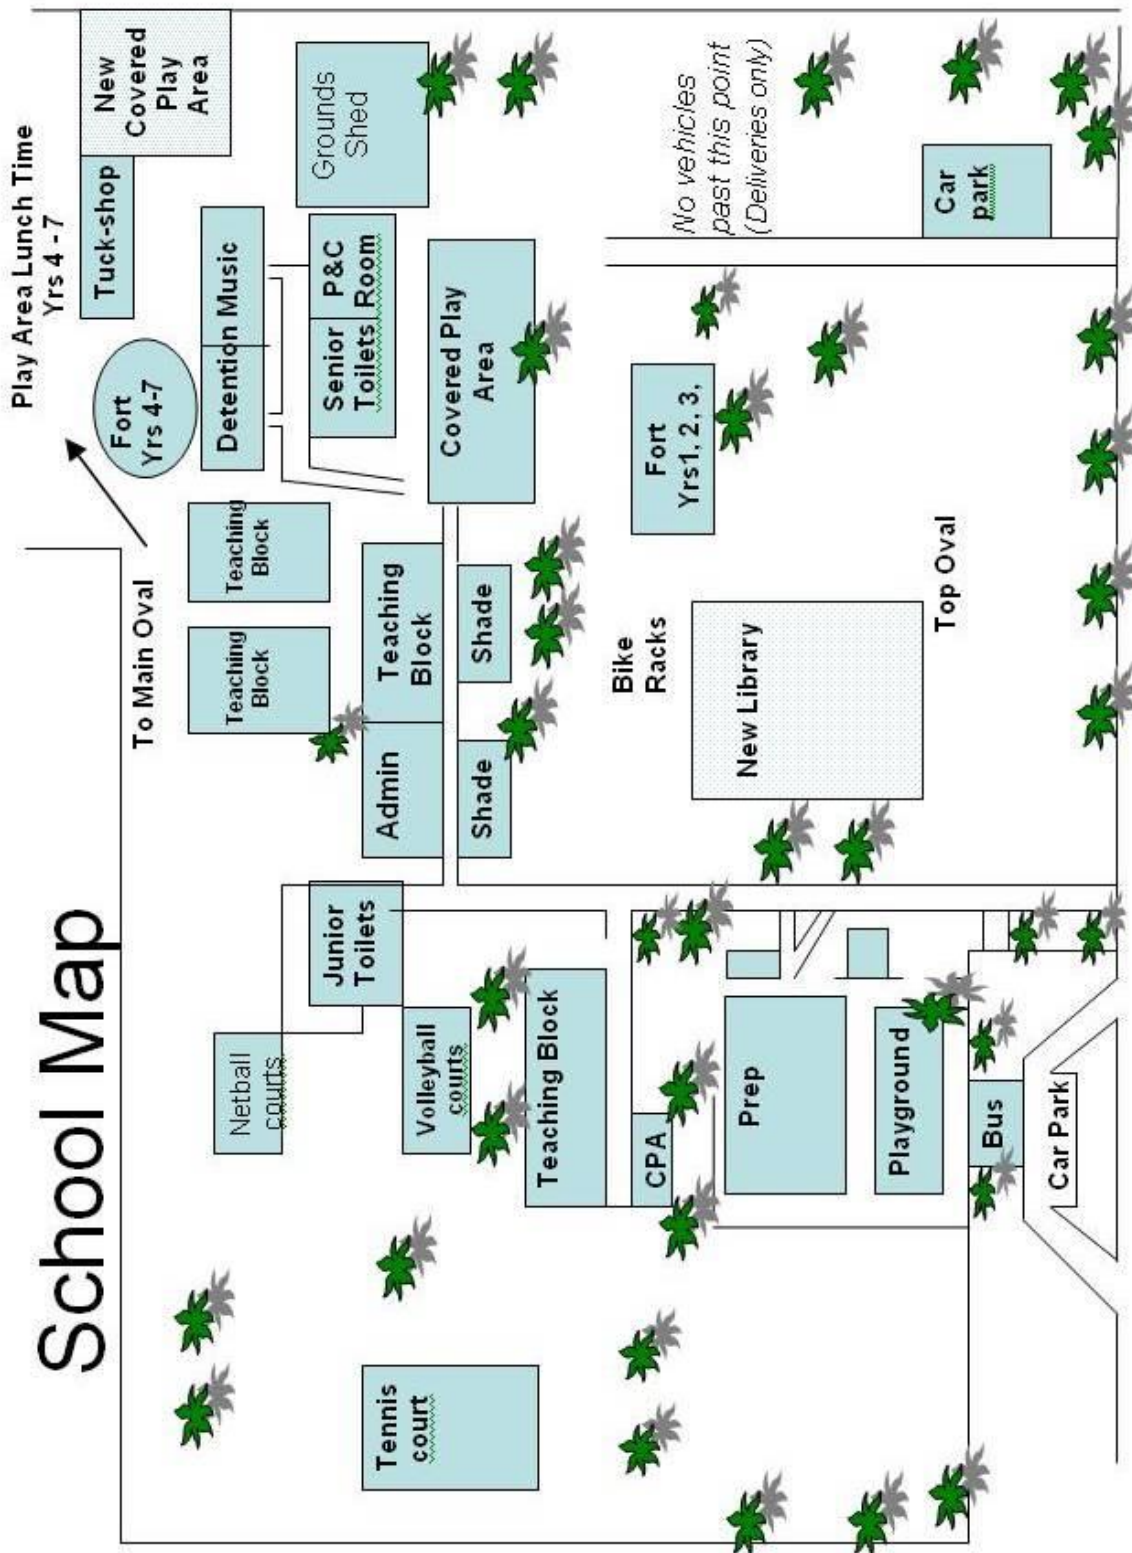 School Map
Play Area Lunch Time
Yrs 4 - 7
To Main Oval
Tuck-shop
New
Covered
Play
Area
Fort
Yrs 4-7
Detention
Music
Grounds
Shed
Senior
Toilets
P&C
Room
Teaching
Block
Teaching
Block
Netball
courts
Junior
Toilets
Admin
Teaching
Block
Covered Play
Area
Tennis
court
Volleyball
courts
Shade
Shade
Teaching Block
CPA
Bike
Racks
Fort
Yrs1, 2, 3,
No vehicles
past this point
(Deliveries only)
Prep
New Library
Playground
Top Oval
Car
park
Bus
Car Park